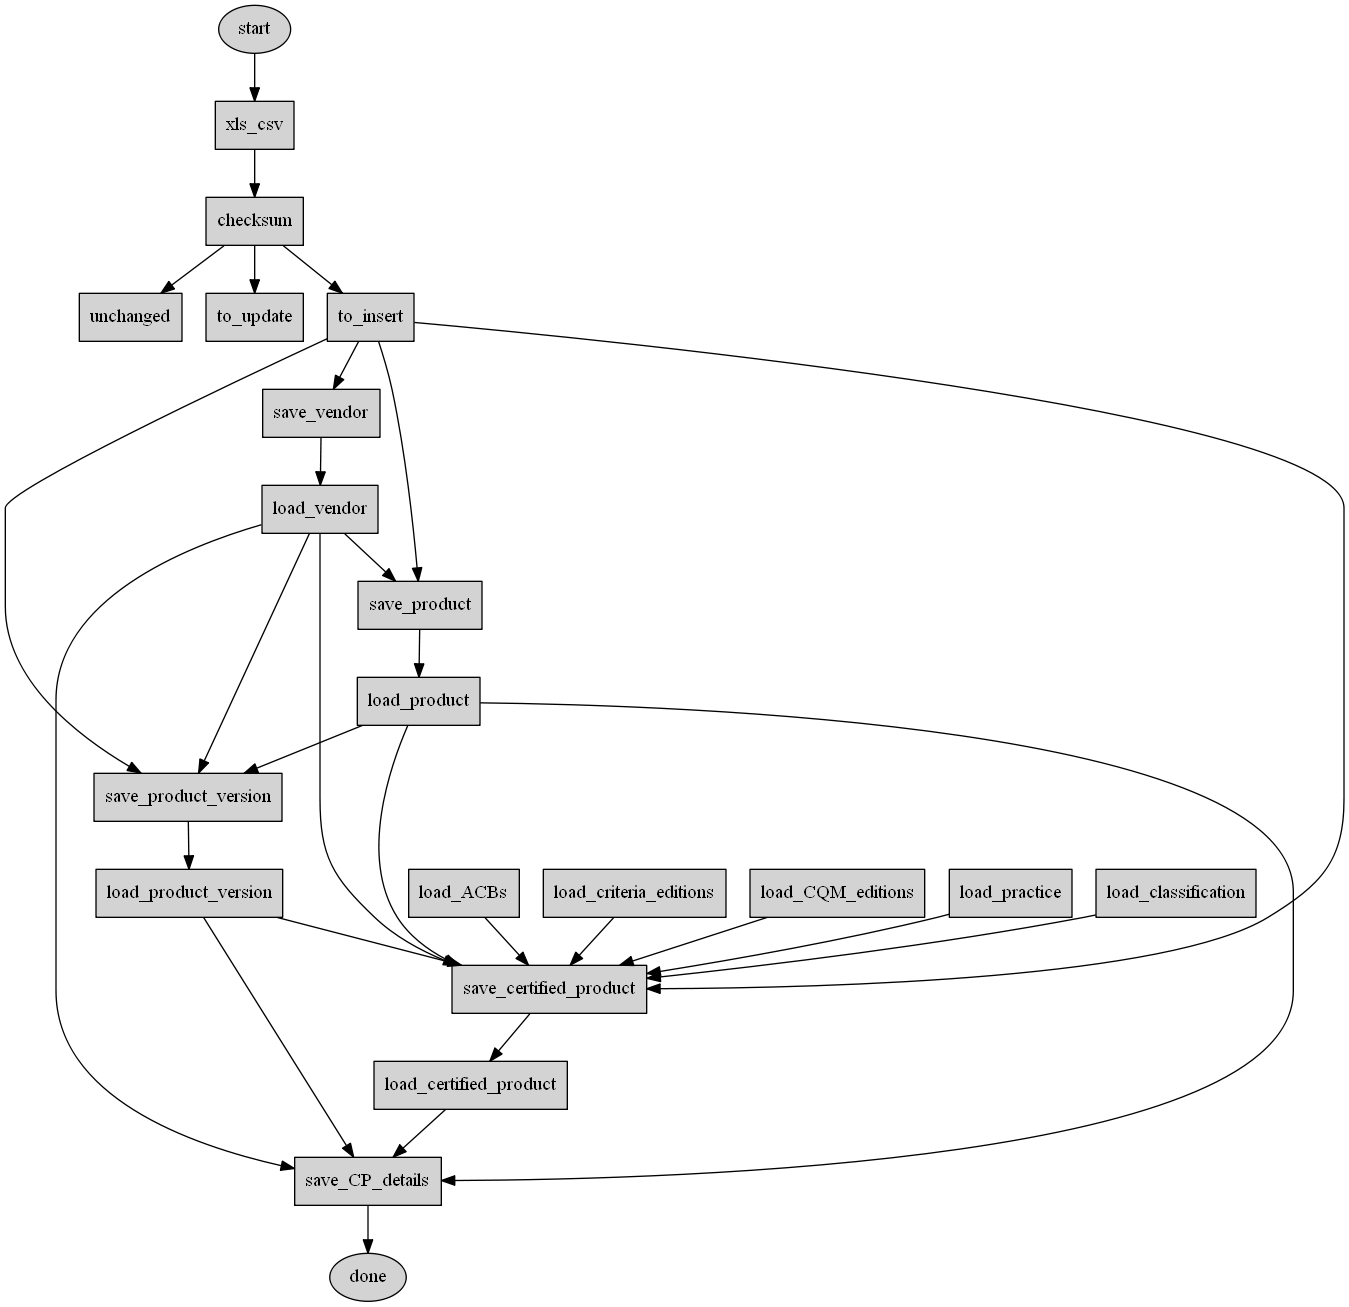 start
xls_csv
checksum
unchanged
to_update
to_insert
save_vendor
load_vendor
save_product
load_product
save_product_version
load_product_version
load_ACBs
load_criteria_editions
load_CQM_editions
load_practice
load_classification
save_certified_product
load_certified_product
save_CP_details
done